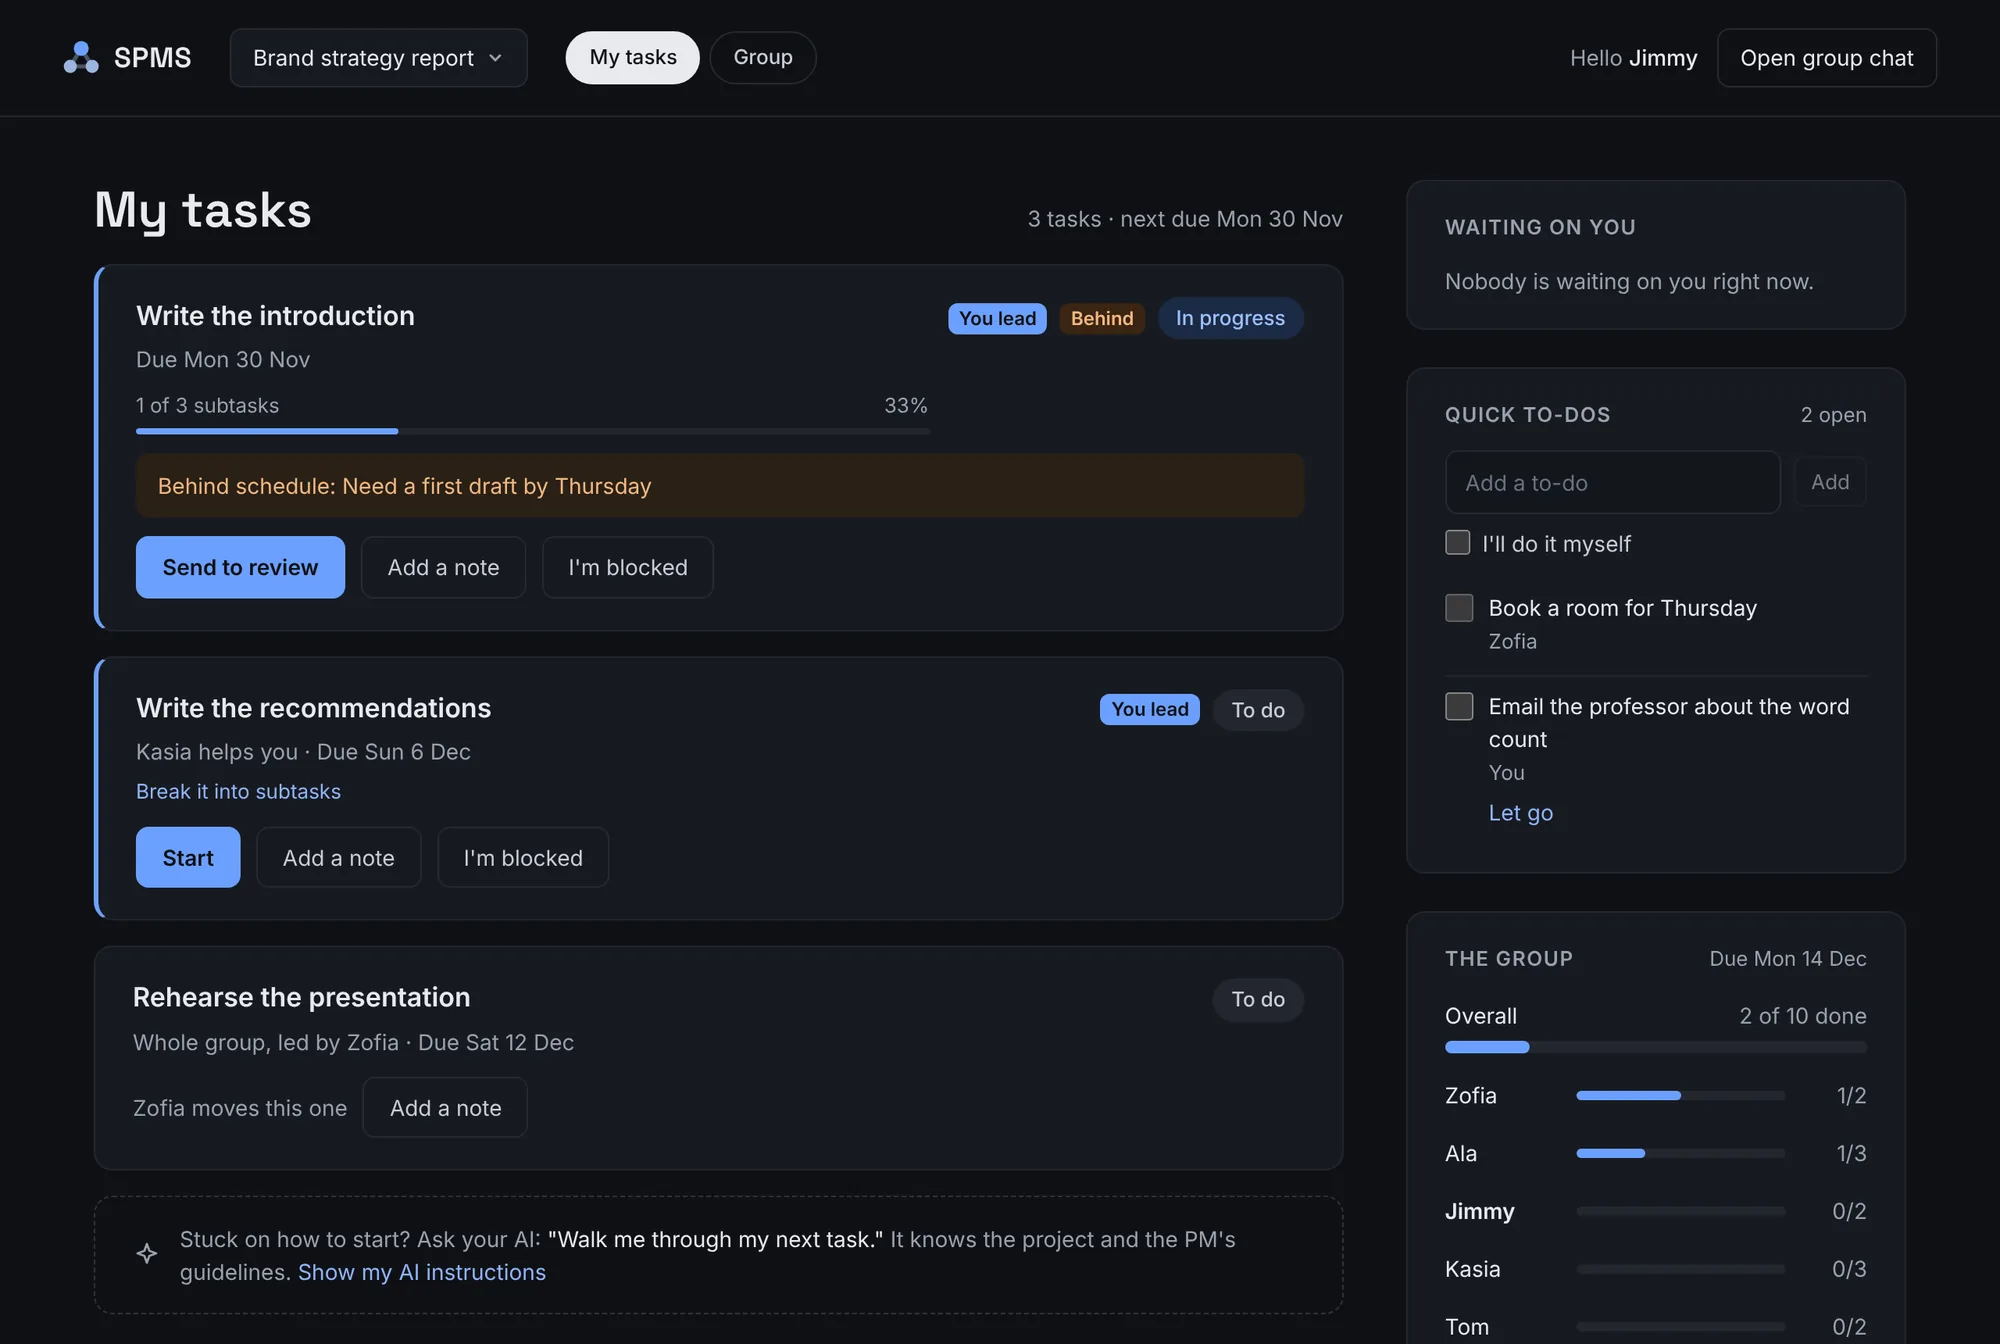 SPMS
Brand strategy report
My tasks
Group
Hello Jimmy
Open group chat
My tasks
3 tasks · next due Mon 30 Nov
Write the introduction
You lead
Behind
In progress
Due Mon 30 Nov
1 of 3 subtasks
33%
Behind schedule: Need a first draft by Thursday
Send to review
Add a note
I'm blocked
Write the recommendations
You lead
To do
Kasia helps you · Due Sun 6 Dec
Break it into subtasks
Start
Add a note
I'm blocked
Rehearse the presentation
To do
Whole group, led by Zofia · Due Sat 12 Dec
Zofia moves this one
Add a note
Stuck on how to start? Ask your AI: "Walk me through my next task." It knows the project and the PM's
guidelines. Show my AI instructions
WAITING ON YOU
Nobody is waiting on you right now.
QUICK TO-DOS
2 open
Add a to-do
Add
I'll do it myself
Book a room for Thursday
Zofia
Email the professor about the word
count
You
Let go
THE GROUP
Due Mon 14 Dec
Overall
2 of 10 done
Zofia
1/2
Ala
1/3
Jimmy
0/2
Kasia
0/3
Tom
0/2